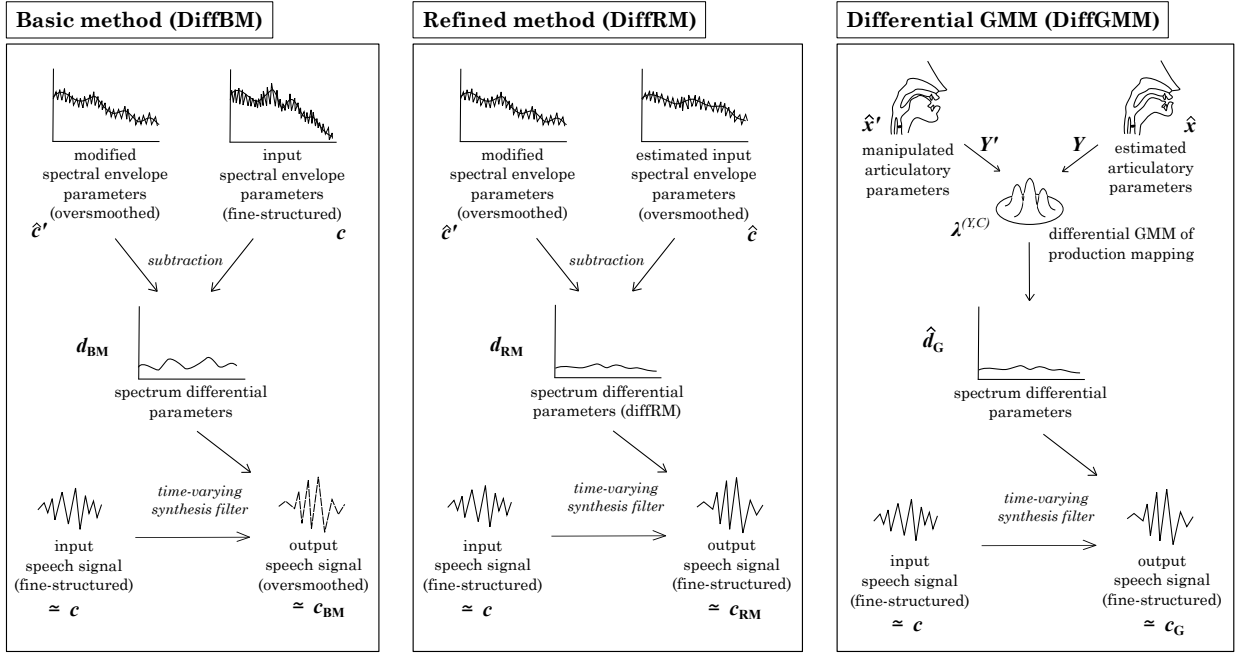 Basic method (DiffBM)
modified
spectral envelope
parameters
(oversmoothed)
ĉ'
input
spectral envelope
parameters
(fine-structured)
c
subtraction
d_BM
spectrum differential
parameters
time-varying
synthesis filter
input
speech signal
(fine-structured)
≃ c
output
speech signal
(oversmoothed)
≃ c_BM
Refined method (DiffRM)
modified
spectral envelope
parameters
(oversmoothed)
ĉ'
estimated input
spectral envelope
parameters
(oversmoothed)
ĉ
subtraction
d_RM
spectrum differential
parameters (diffRM)
time-varying
synthesis filter
input
speech signal
(fine-structured)
≃ c
output
speech signal
(fine-structured)
≃ c_RM
Differential GMM (DiffGMM)
x̂'
manipulated
articulatory
parameters
Y'
Y
x̂
estimated
articulatory
parameters
λ^(Y,C)
differential GMM of
production mapping
d̂_G
spectrum differential
parameters
time-varying
synthesis filter
input
speech signal
(fine-structured)
≃ c
output
speech signal
(fine-structured)
≃ c_G